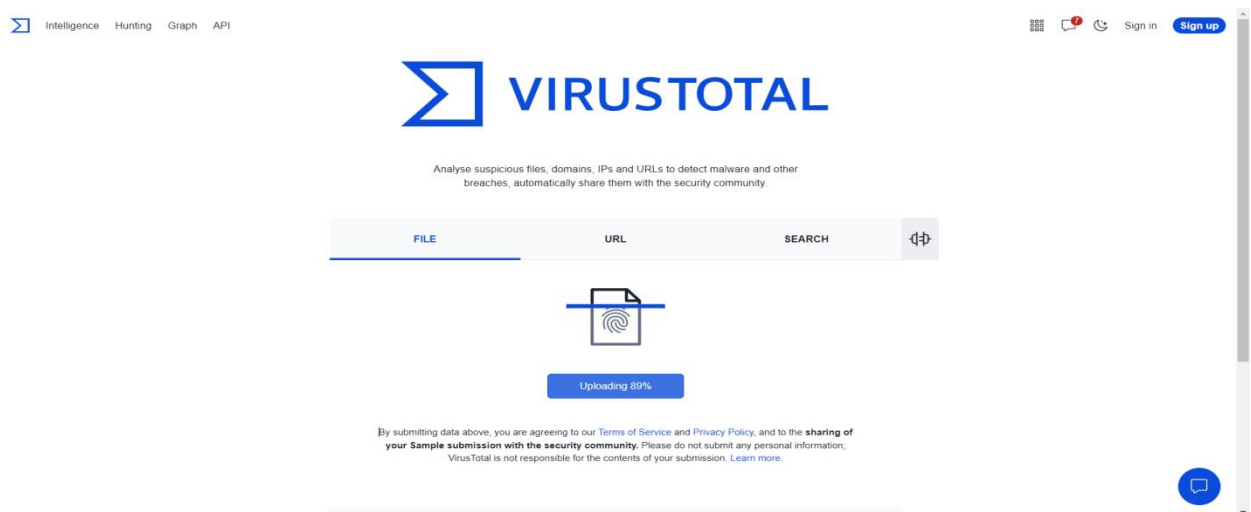 Intelligence Hunting Graph API
7
Sign in
Sign up
VIRUSTOTAL
Analyse suspicious files, domains, IPs and URLs to detect malware and other
breaches, automatically share them with the security community.
FILE
URL
SEARCH
Uploading 89%
By submitting data above, you are agreeing to our Terms of Service and Privacy Policy, and to the sharing of
your Sample submission with the security community. Please do not submit any personal information;
VirusTotal is not responsible for the contents of your submission. Learn more.